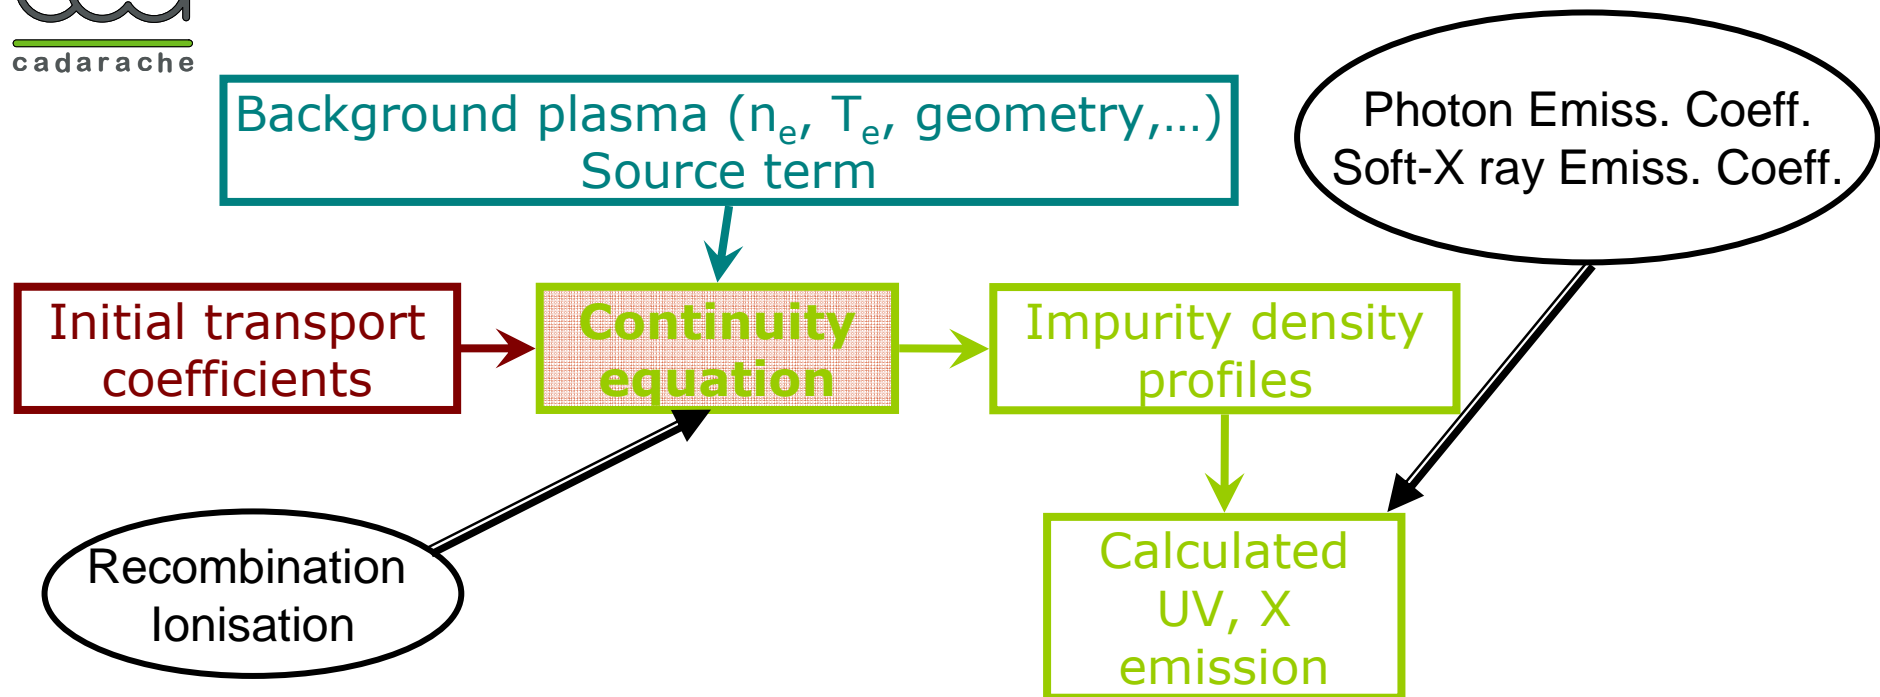 cadarache
Background plasma (nₑ, Tₑ, geometry,...)
Source term
Photon Emiss. Coeff.
Soft-X ray Emiss. Coeff.
Initial transport
coefficients
Continuity
equation
Impurity density
profiles
Recombination
Ionisation
Calculated
UV, X
emission